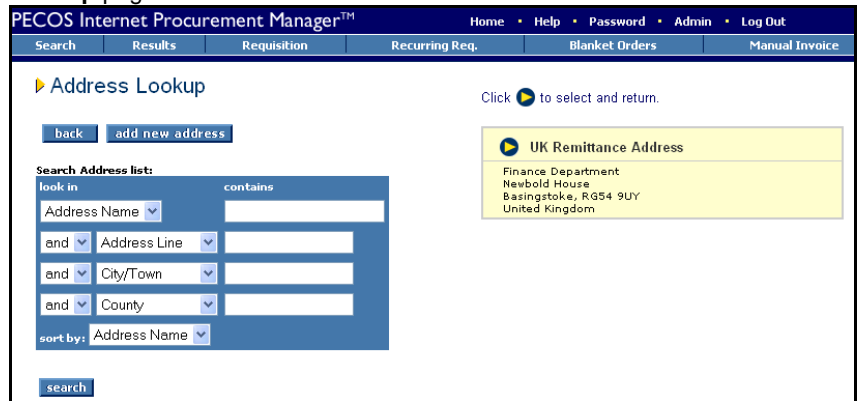 PECOS Internet Procurement Manager™
Home • Help • Password • Admin • Log Out
Search Results Requisition Recurring Req. Blanket Orders Manual Invoice
Address Lookup
Click to select and return.
back add new address
UK Remittance Address
Finance Department
Newbold House
Basingstoke, RG54 9UY
United Kingdom
Search Address list:
look in contains
Address Name
and Address Line
and City/Town
and County
sort by: Address Name
search